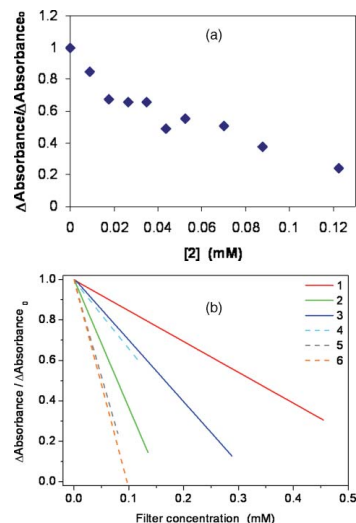 (a)
ΔAbsorbance/ΔAbsorbance₀
1.2
1
0.8
0.6
0.4
0.2
0
0 0.02 0.04 0.06 0.08 0.1 0.12
[2] (mM)
(b)
ΔAbsorbance / ΔAbsorbance₀
1.0
0.8
0.6
0.4
0.2
0.0
1
2
3
4
5
6
0.0 0.1 0.2 0.3 0.4 0.5
Filter concentration (mM)